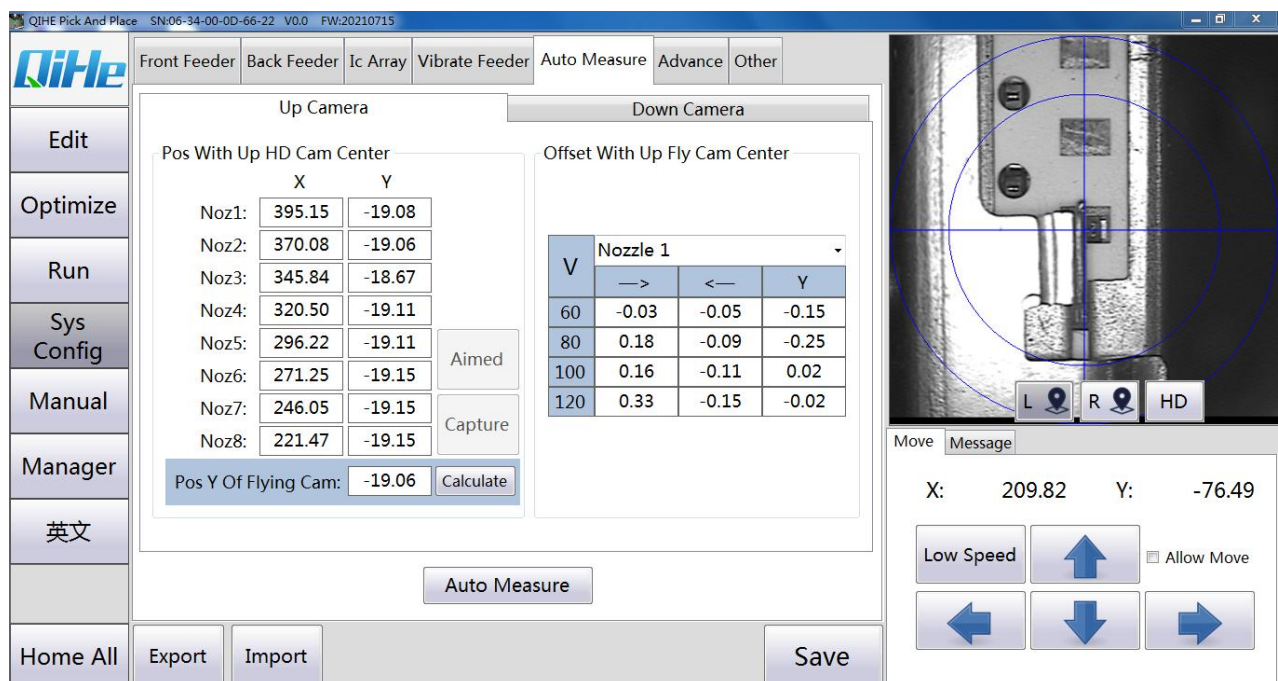 QIHE Pick And Place SN:06-34-00-0D-66-22 V0.0 FW:20210715
QiHe
Front Feeder Back Feeder Ic Array Vibrate Feeder Auto Measure Advance Other
Up Camera Down Camera
Edit
Optimize
Run
Sys
Config
Manual
Manager
英文
Home All
Pos With Up HD Cam Center
X Y
Noz1: 395.15 -19.08
Noz2: 370.08 -19.06
Noz3: 345.84 -18.67
Noz4: 320.50 -19.11
Noz5: 296.22 -19.11
Noz6: 271.25 -19.15
Noz7: 246.05 -19.15
Noz8: 221.47 -19.15
Aimed
Capture
Pos Y Of Flying Cam: -19.06 Calculate
Offset With Up Fly Cam Center
V Nozzle 1
—> <— Y
60 -0.03 -0.05 -0.15
80 0.18 -0.09 -0.25
100 0.16 -0.11 0.02
120 0.33 -0.15 -0.02
Auto Measure
Export Import Save
L R HD
Move Message
X: 209.82 Y: -76.49
Low Speed Allow Move